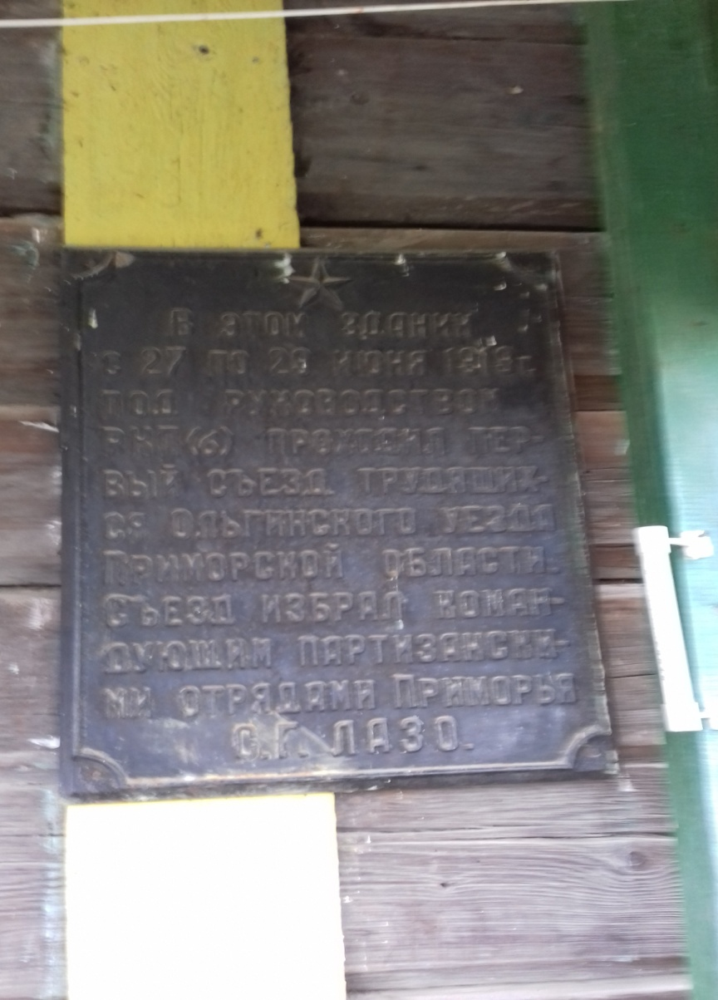 В этом здании
с 27 по 29 июня 1919г.
под руководством
РКП(б) проходил пер-
вый съезд трудящих-
ся Ольгинского уезда
Приморской области.
Съезд избрал коман-
дующим партизански-
ми отрядами Приморья
С.Г. ЛАЗО.